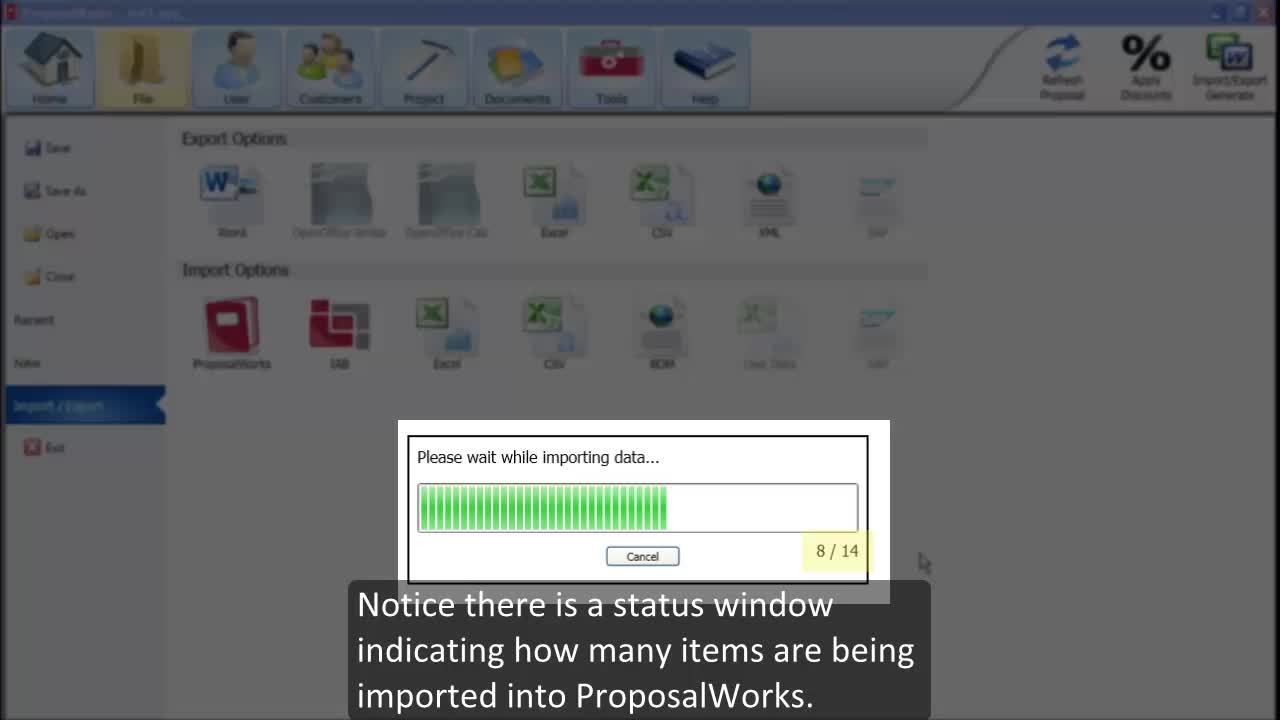 Home
File
User
Customers
Project
Documents
Tools
Help
Refresh
Proposal
Apply
Discounts
Import/Export
Generate
Save
Save As
Open
Close
Recent
New
Import / Export
Exit
Export Options
Word
OpenOffice Writer
OpenOffice Calc
Excel
CSV
XML
SAP
Import Options
ProposalWorks
IAB
Excel
CSV
BOM
User Data
SAP
Please wait while importing data...
Cancel
8 / 14
Notice there is a status window
indicating how many items are being
imported into ProposalWorks.